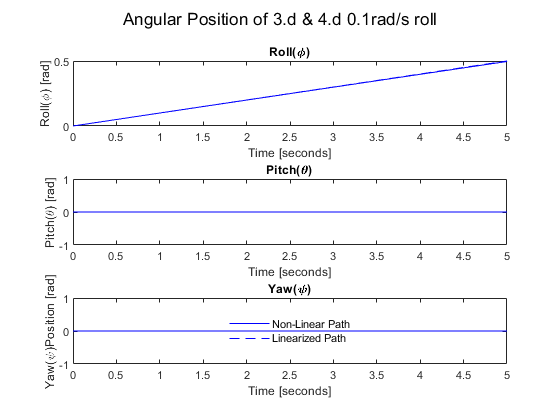 Angular Position of 3.d & 4.d 0.1rad/s roll
Roll(ϕ)
Roll(ϕ) [rad]
0.5
0
0 0.5 1 1.5 2 2.5 3 3.5 4 4.5 5
Time [seconds]
Pitch(θ)
Pitch(θ) [rad]
1
0
-1
0 0.5 1 1.5 2 2.5 3 3.5 4 4.5 5
Time [seconds]
Yaw(ψ)
Yaw(ψ)Position [rad]
1
0
-1
Non-Linear Path
Linearized Path
0 0.5 1 1.5 2 2.5 3 3.5 4 4.5 5
Time [seconds]